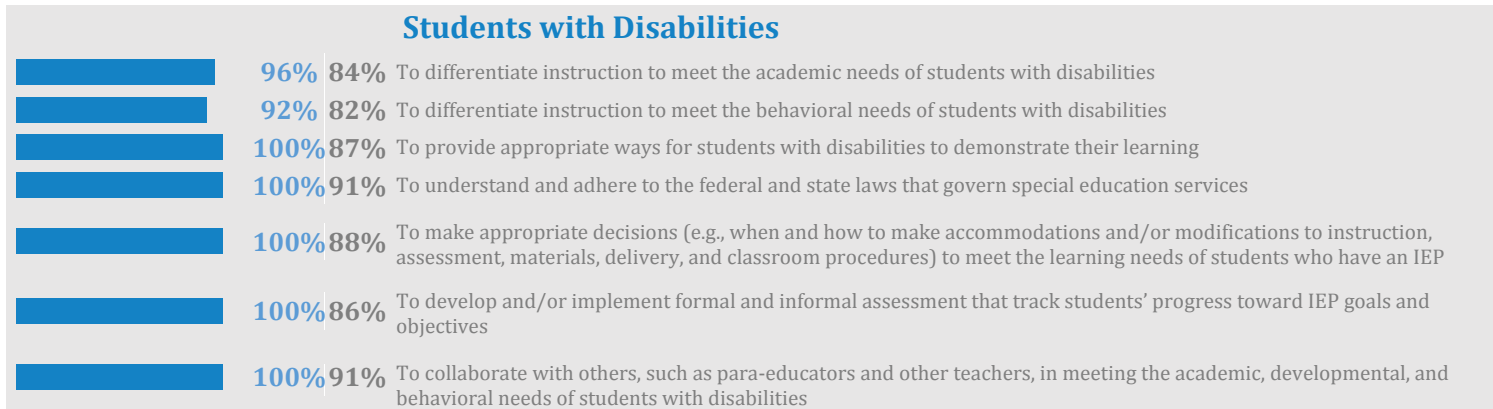 Students with Disabilities
96% 84% To differentiate instruction to meet the academic needs of students with disabilities
92% 82% To differentiate instruction to meet the behavioral needs of students with disabilities
100% 87% To provide appropriate ways for students with disabilities to demonstrate their learning
100% 91% To understand and adhere to the federal and state laws that govern special education services
100% 88% To make appropriate decisions (e.g., when and how to make accommodations and/or modifications to instruction,
assessment, materials, delivery, and classroom procedures) to meet the learning needs of students who have an IEP
100% 86% To develop and/or implement formal and informal assessment that track students’ progress toward IEP goals and
objectives
100% 91% To collaborate with others, such as para-educators and other teachers, in meeting the academic, developmental, and
behavioral needs of students with disabilities